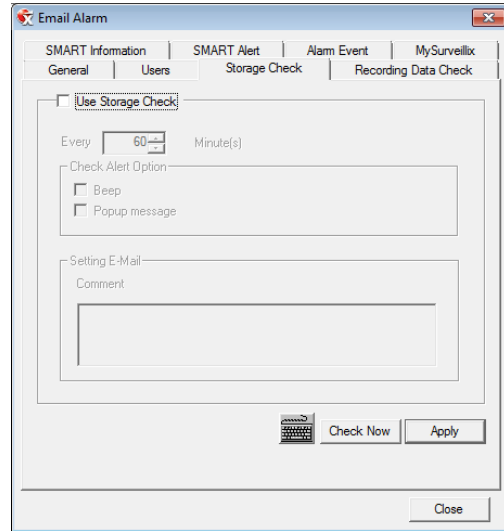 Email Alarm
SMART Information SMART Alert Alarm Event MySurveillix
General Users Storage Check Recording Data Check
Use Storage Check
Every 60 Minute(s)
Check Alert Option
Beep
Popup message
Setting E-Mail
Comment
Check Now Apply
Close